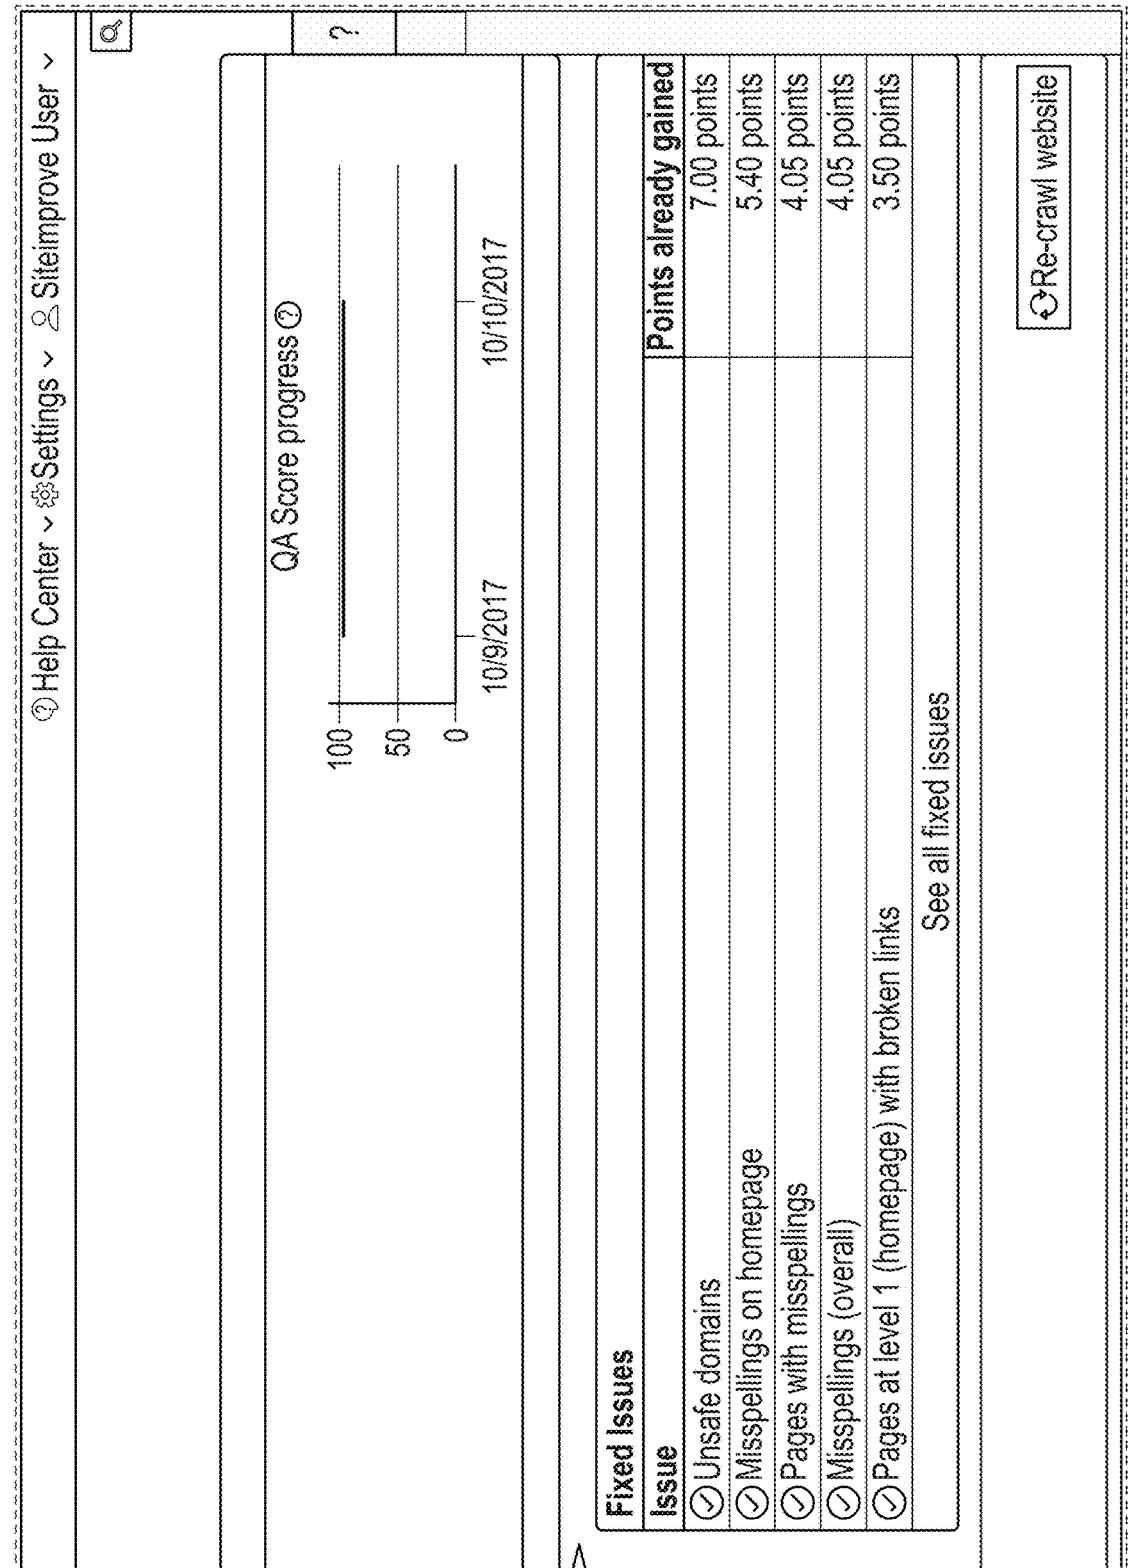 Help Center Settings Siteimprove User
?
QA Score progress ?
100
50
0
10/9/2017 10/10/2017
Fixed Issues
Issue Points already gained
Unsafe domains 7.00 points
Misspellings on homepage 5.40 points
Pages with misspellings 4.05 points
Misspellings (overall) 4.05 points
Pages at level 1 (homepage) with broken links 3.50 points
See all fixed issues
Re-crawl website